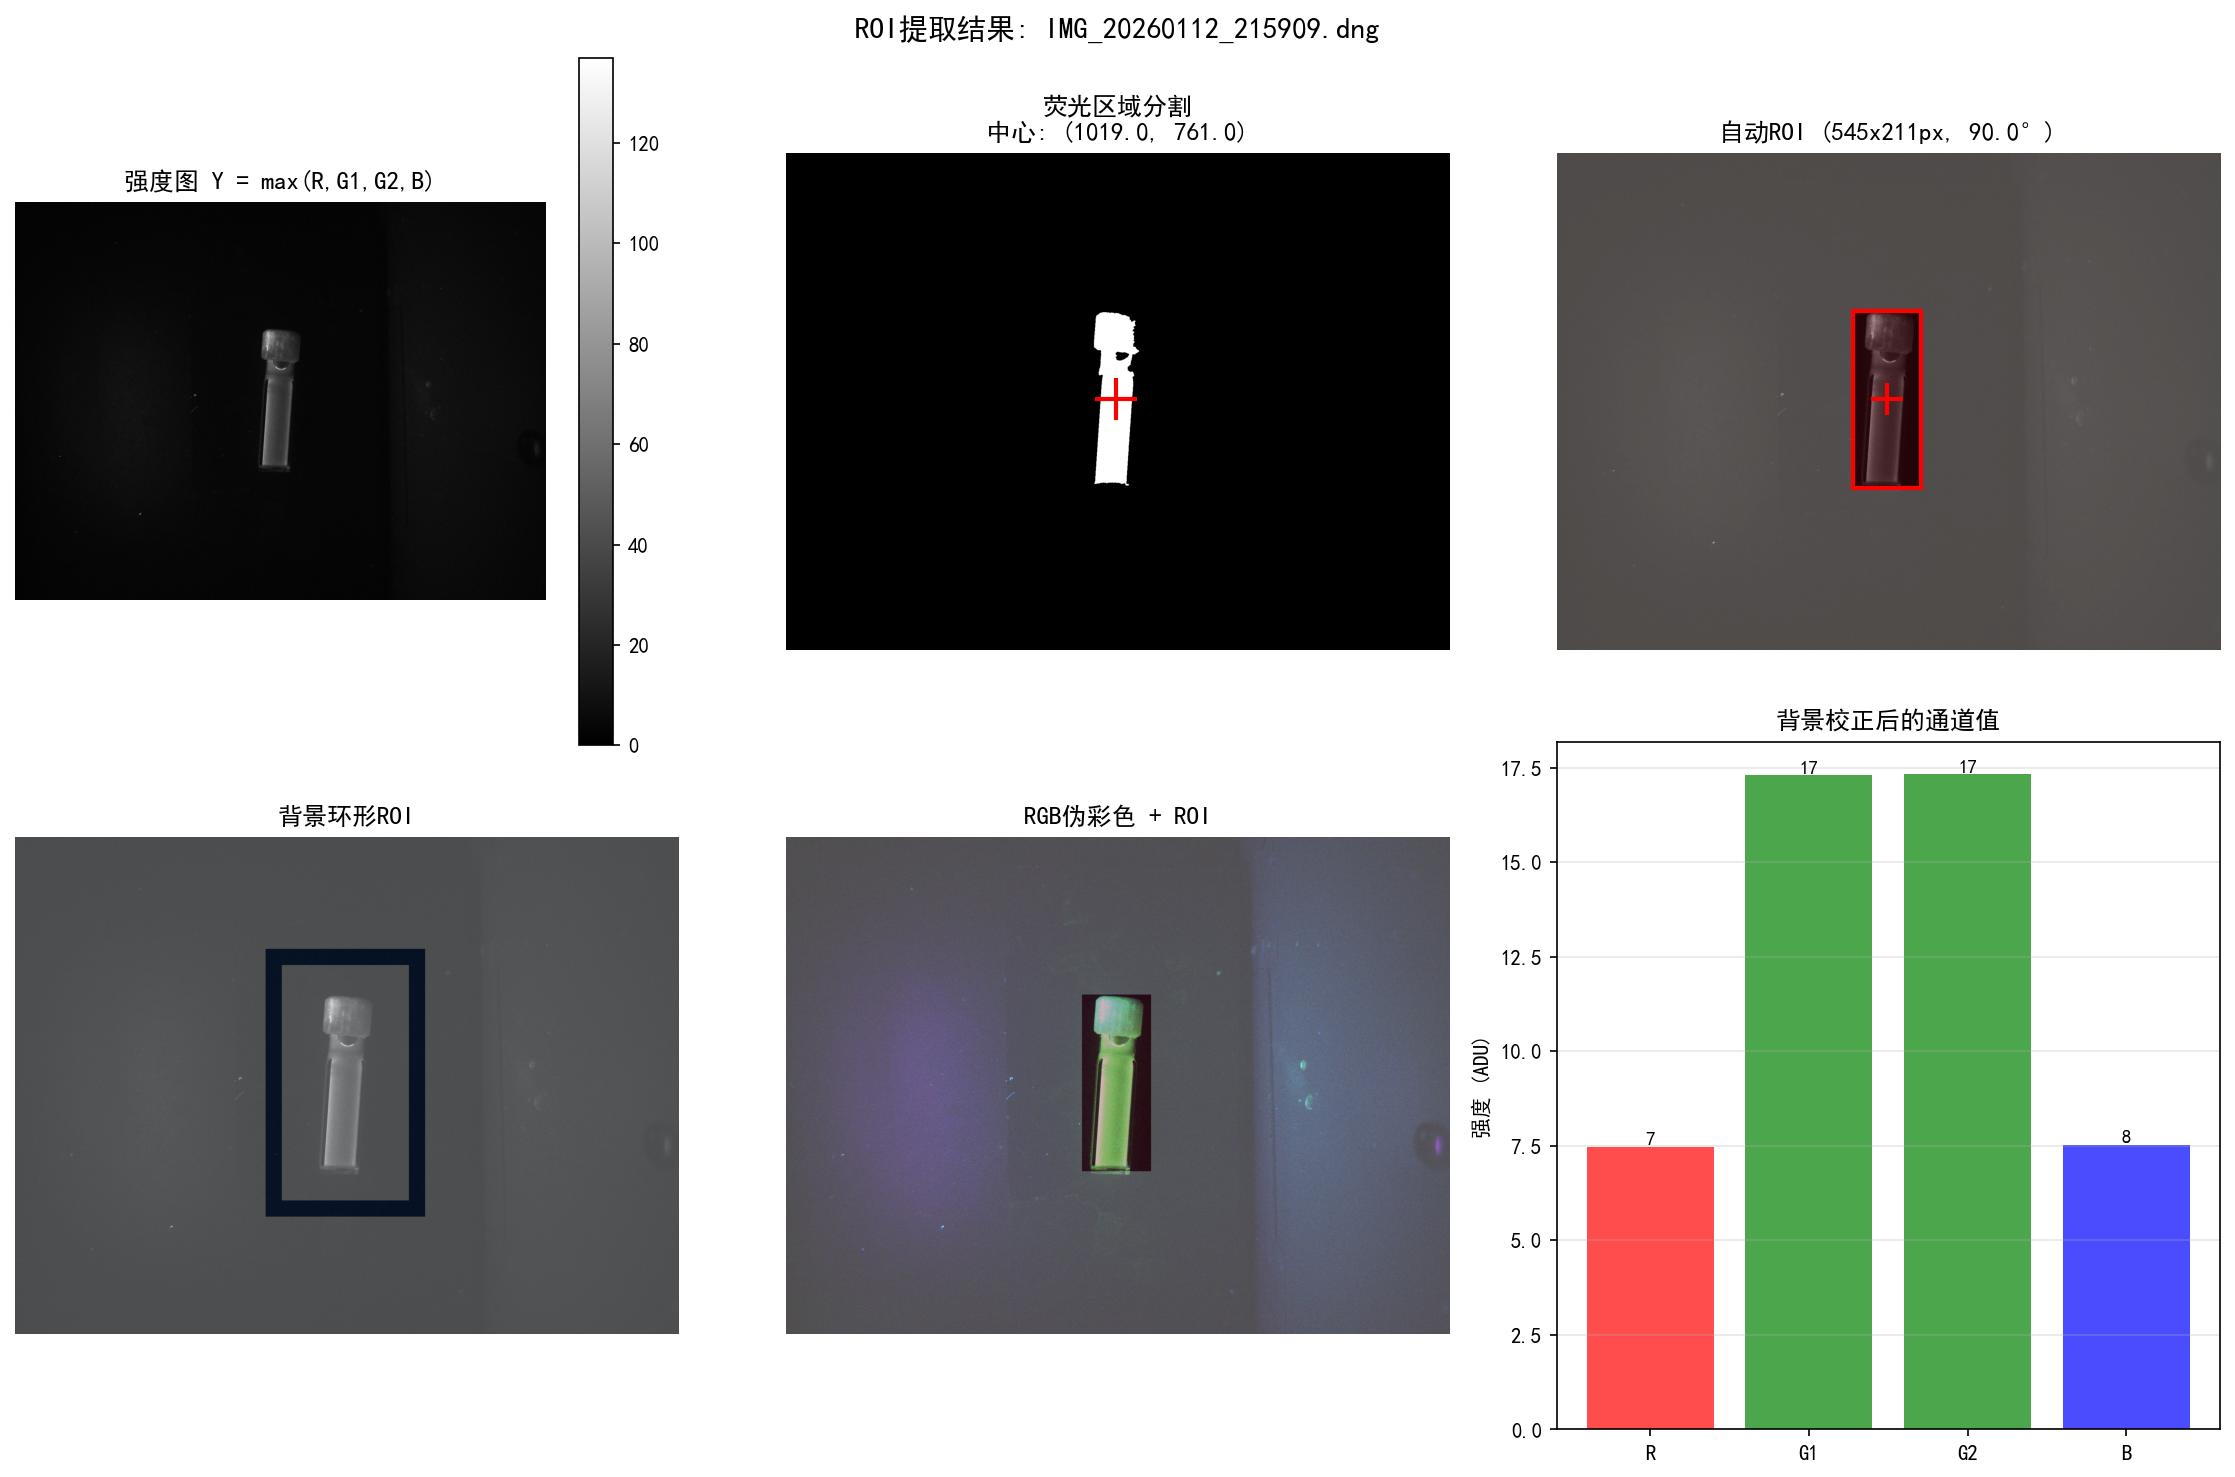 ROI提取结果: IMG_20260112_215909.dng
强度图 Y = max(R,G1,G2,B)
120
100
80
60
40
20
0
荧光区域分割
中心: (1019.0, 761.0)
自动ROI (545x211px, 90.0°)
背景环形ROI
RGB伪彩色 + ROI
背景校正后的通道值
强度 (ADU)
17.5
15.0
12.5
10.0
7.5
5.0
2.5
0.0
7
17
17
8
R
G1
G2
B